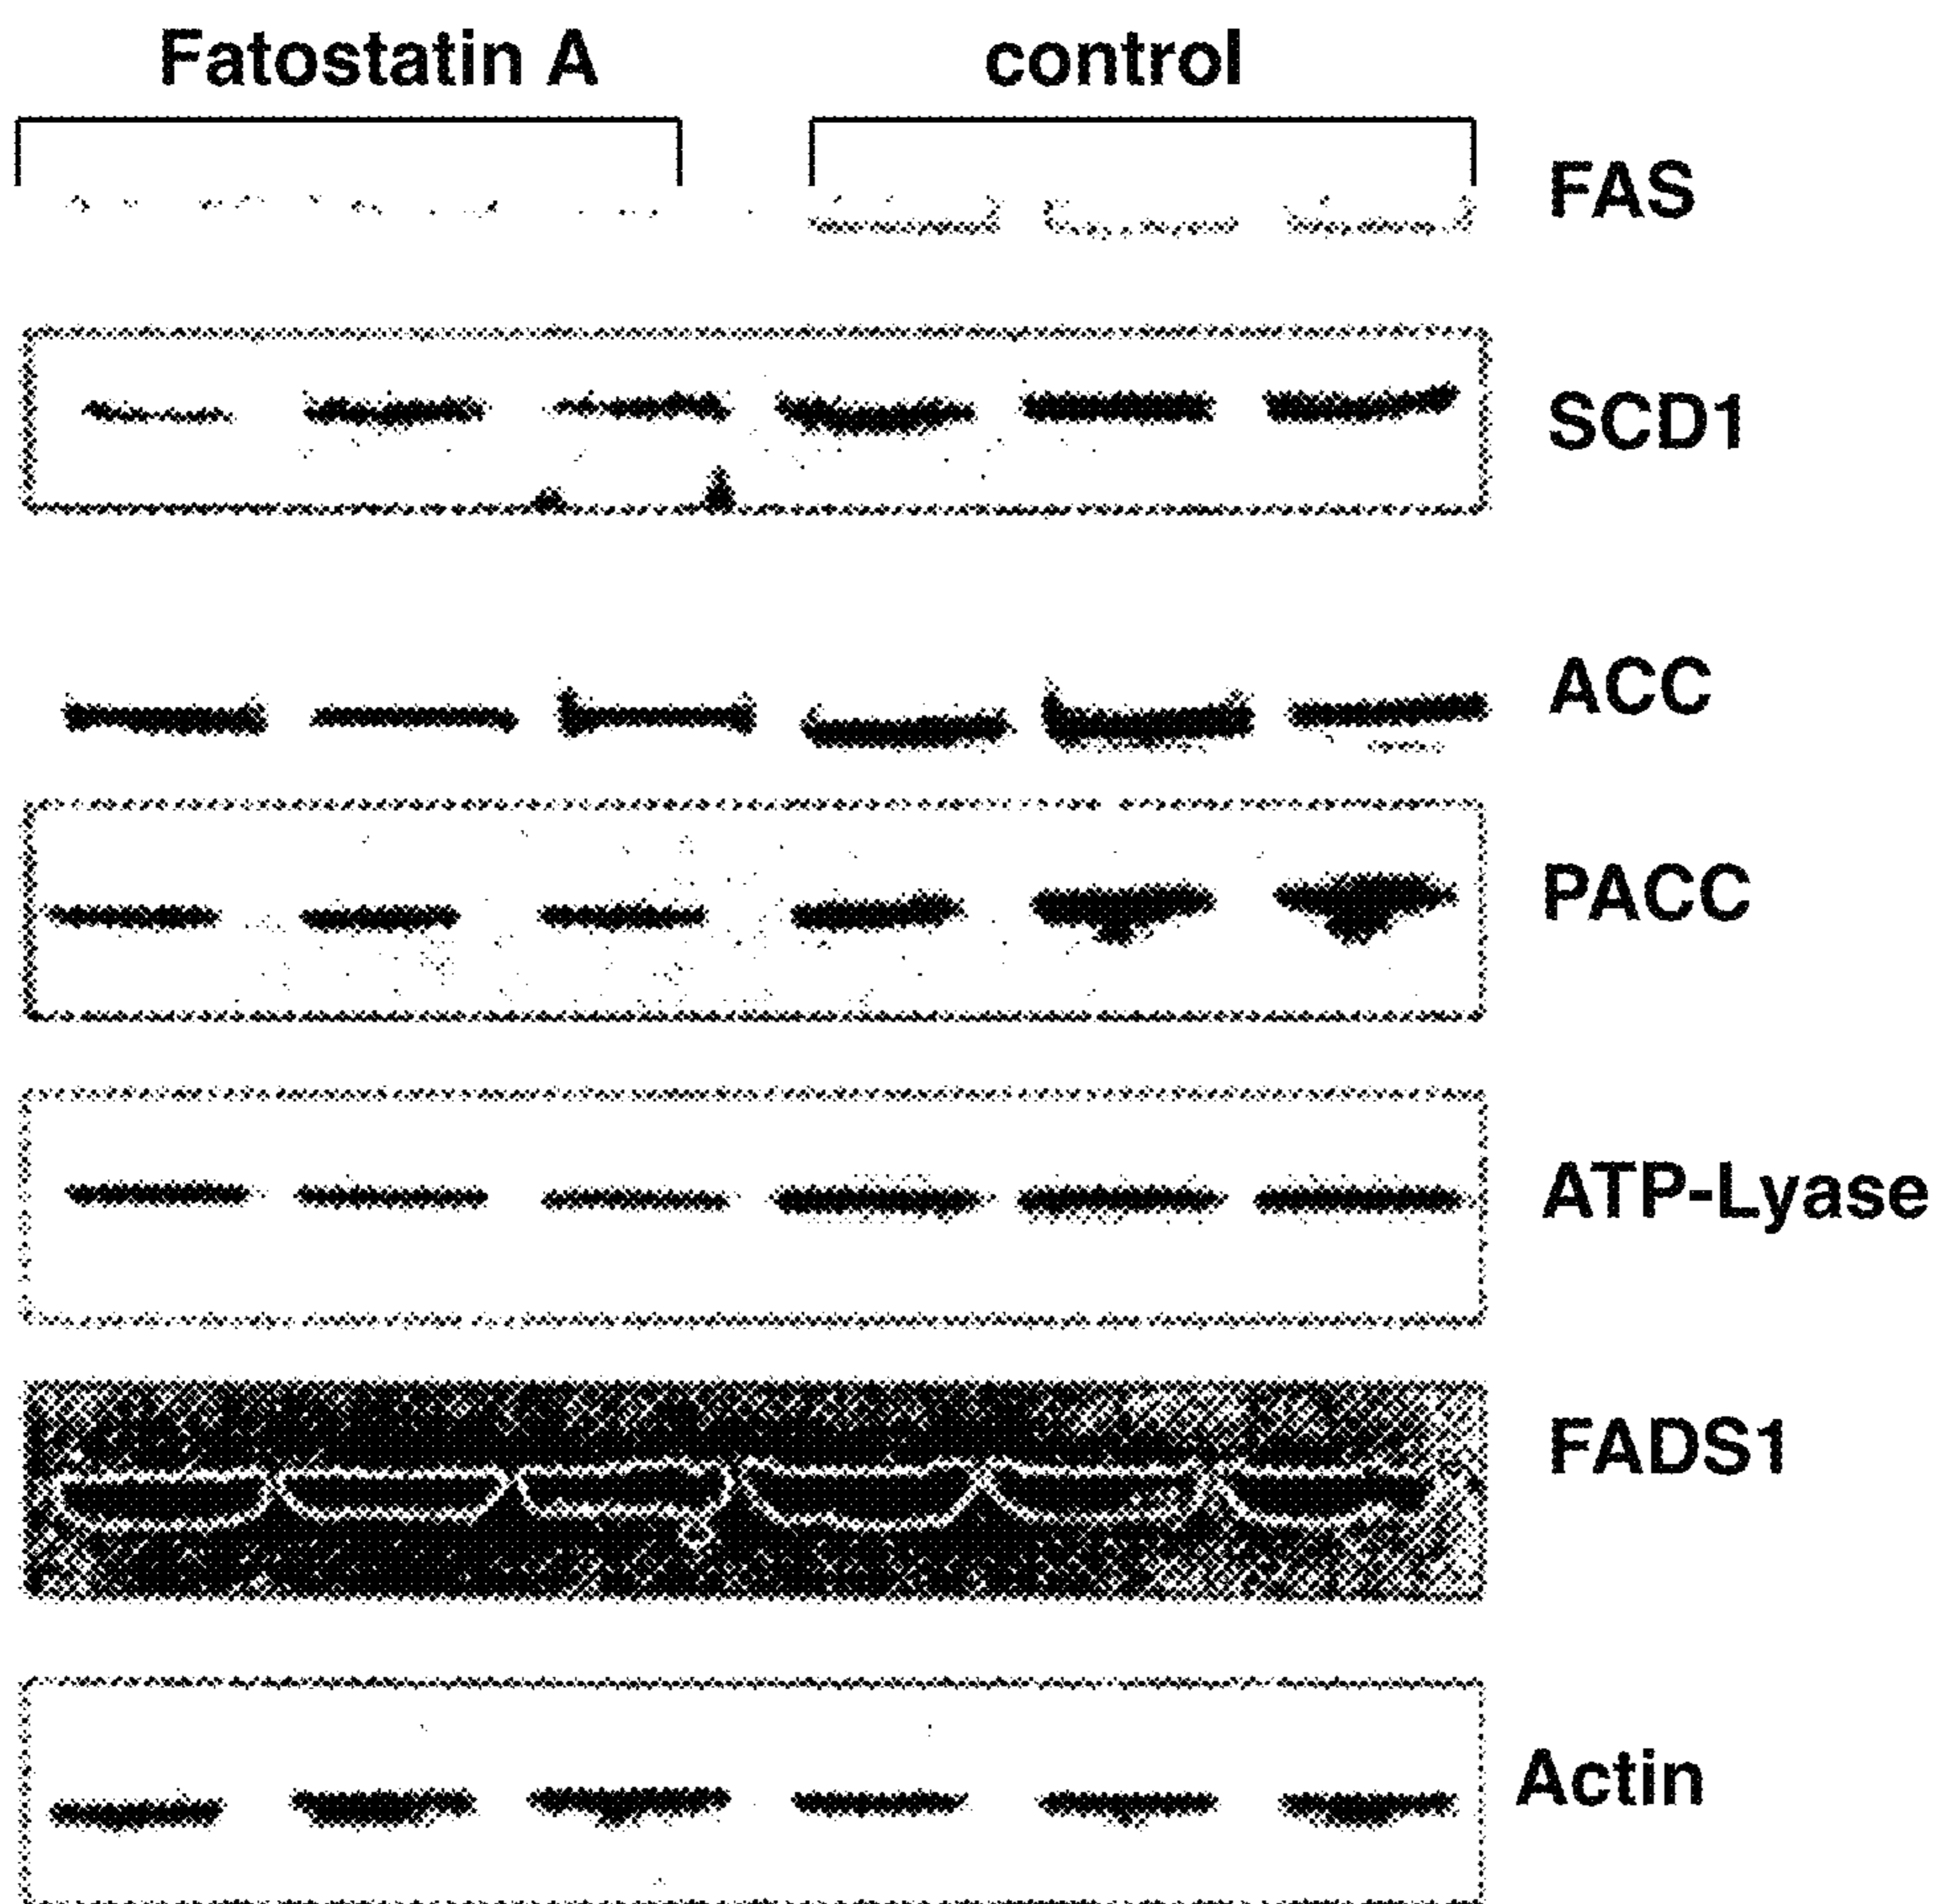 Fatostatin A
control
FAS
SCD1
ACC
PACC
ATP-Lyase
FADS1
Actin